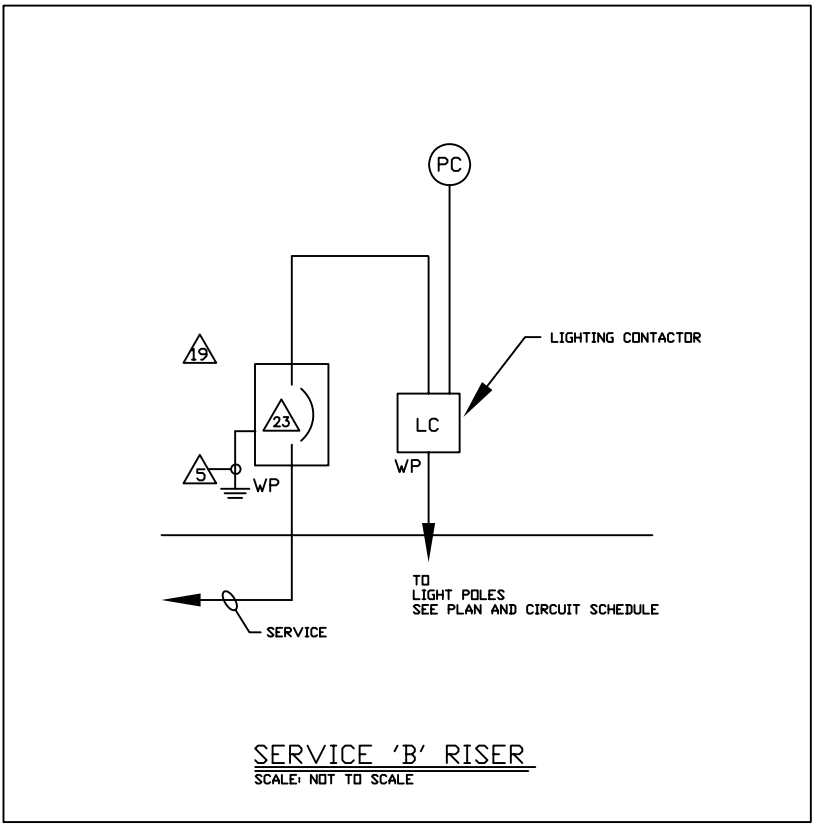 PC
LIGHTING CONTACTOR
19
23
LC
5
WP
WP
TO
LIGHT POLES
SEE PLAN AND CIRCUIT SCHEDULE
SERVICE
SERVICE 'B' RISER
SCALE: NOT TO SCALE